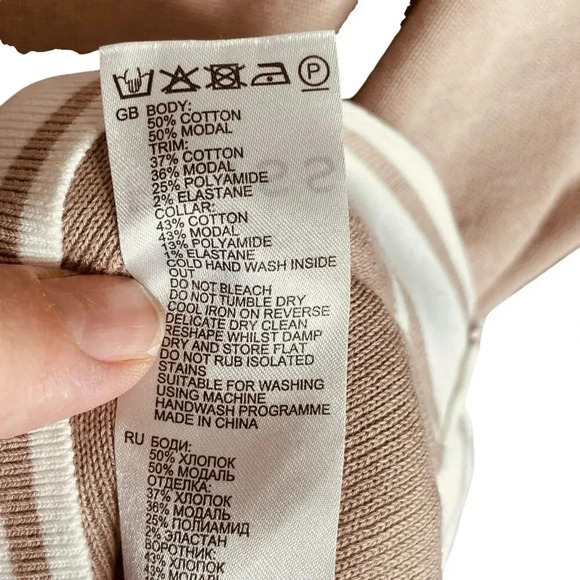 P
GB BODY:
50% COTTON
50% MODAL
TRIM:
37% COTTON
36% MODAL
25% POLYAMIDE
2% ELASTANE
COLLAR:
43% COTTON
43% MODAL
13% POLYAMIDE
1% ELASTANE
COLD HAND WASH INSIDE
OUT
DO NOT BLEACH
DO NOT TUMBLE DRY
COOL IRON ON REVERSE
DELICATE DRY CLEAN
RESHAPE WHILST DAMP
DRY AND STORE FLAT
DO NOT RUB ISOLATED
STAINS
SUITABLE FOR WASHING
USING MACHINE
HANDWASH PROGRAMME
MADE IN CHINA
RU БОДИ:
50% ХЛОПОК
50% МОДАЛЬ
ОТДЕЛКА:
37% ХЛОПОК
36% МОДАЛЬ
25% ПОЛИАМИД
2% ЭЛАСТАН
ВОРОТНИК:
43% ХЛОПОК
43% МОДАЛЬ